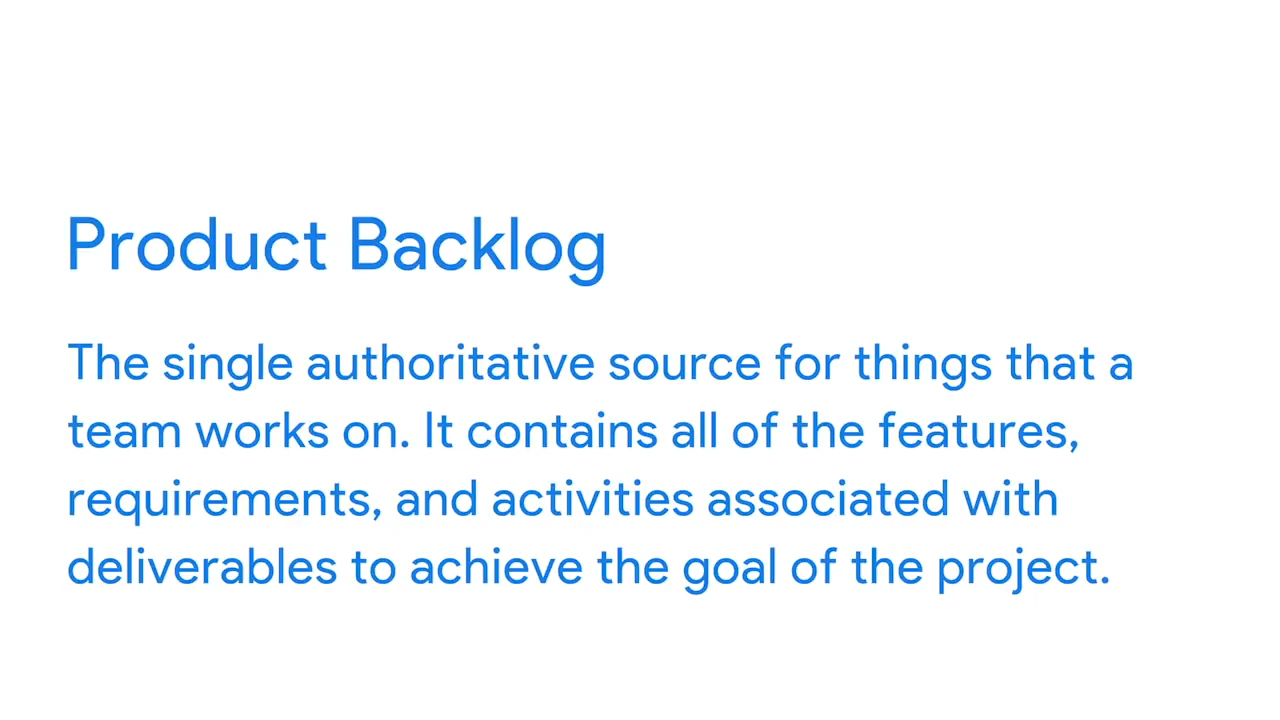 Product Backlog
The single authoritative source for things that a
team works on. It contains all of the features,
requirements, and activities associated with
deliverables to achieve the goal of the project.